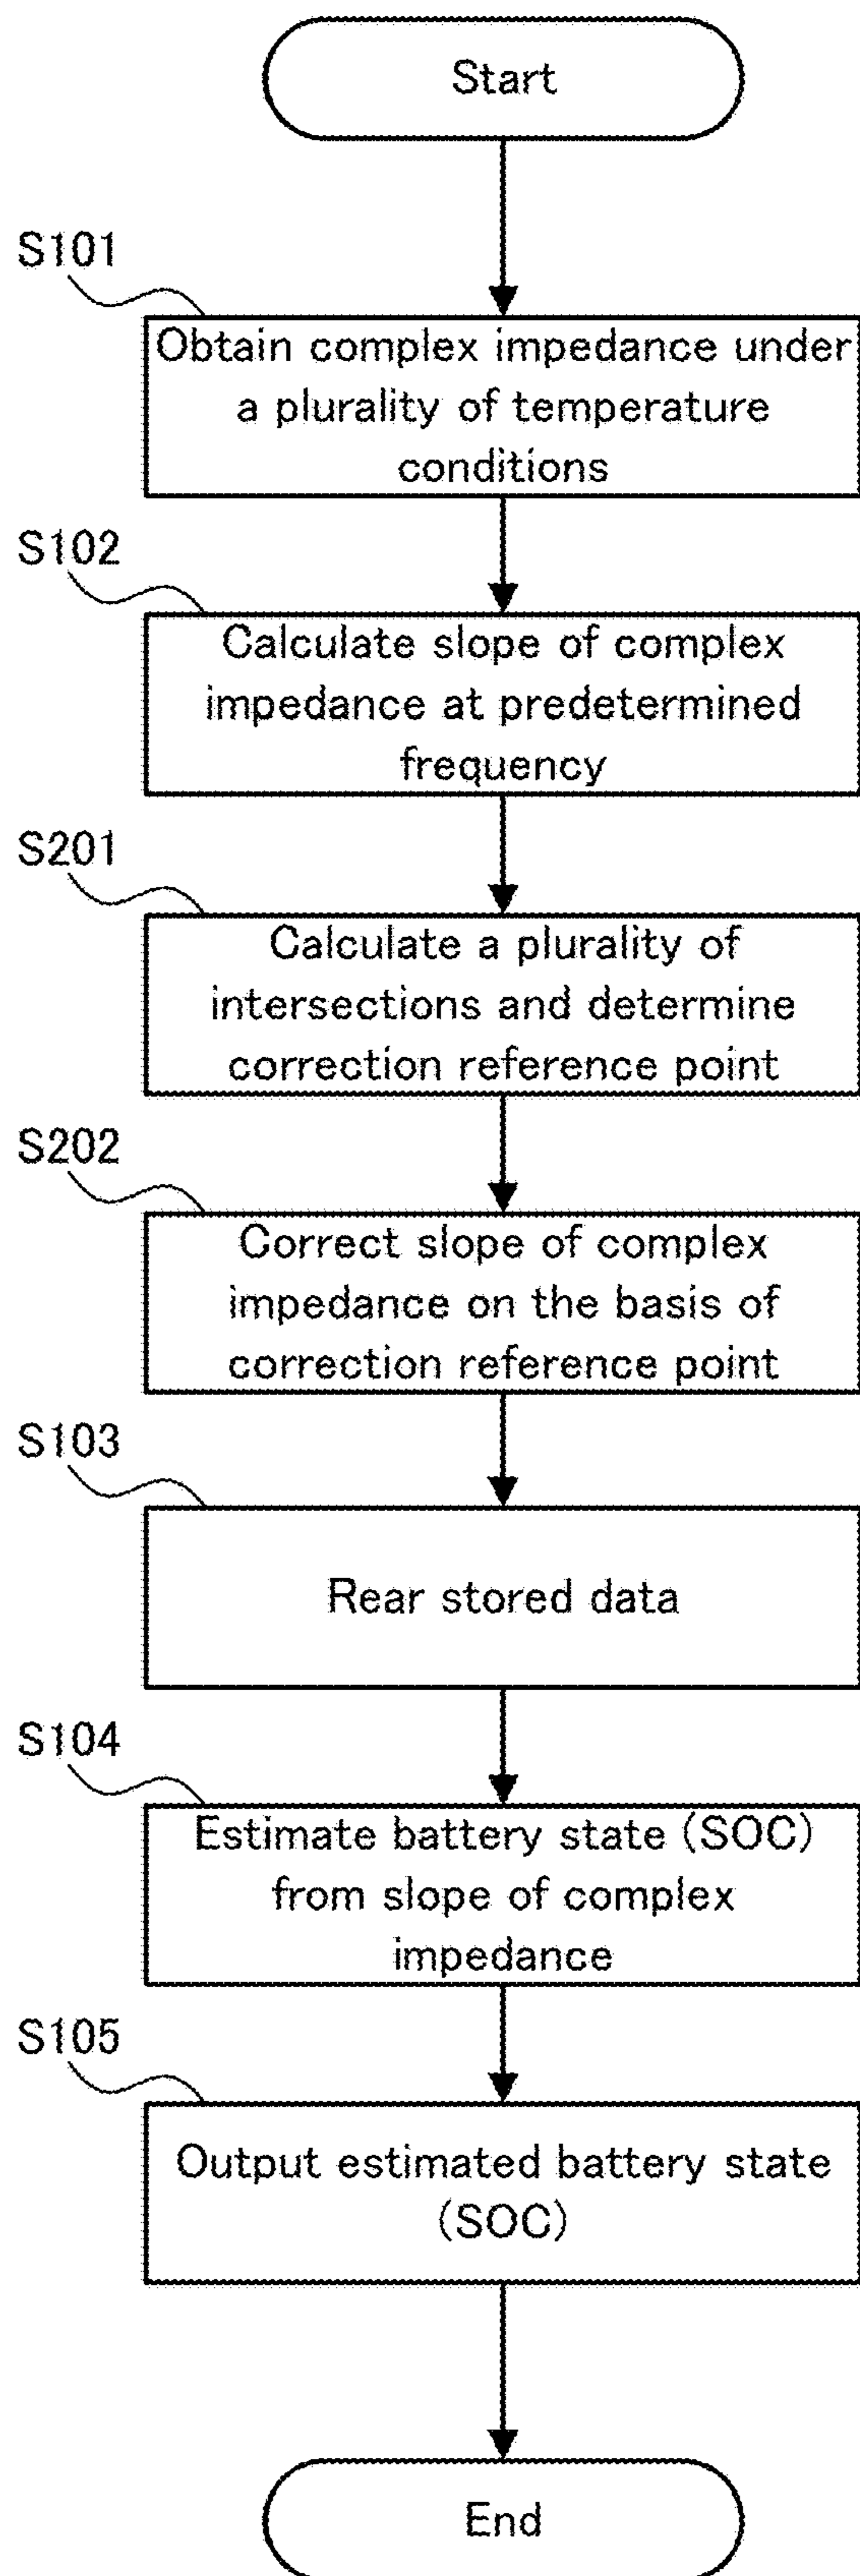 Start
S101
Obtain complex impedance under
a plurality of temperature
conditions
S102
Calculate slope of complex
impedance at predetermined
frequency
S201
Calculate a plurality of
intersections and determine
correction reference point
S202
Correct slope of complex
impedance on the basis of
correction reference point
S103
Rear stored data
S104
Estimate battery state (SOC)
from slope of complex
impedance
S105
Output estimated battery state
(SOC)
End